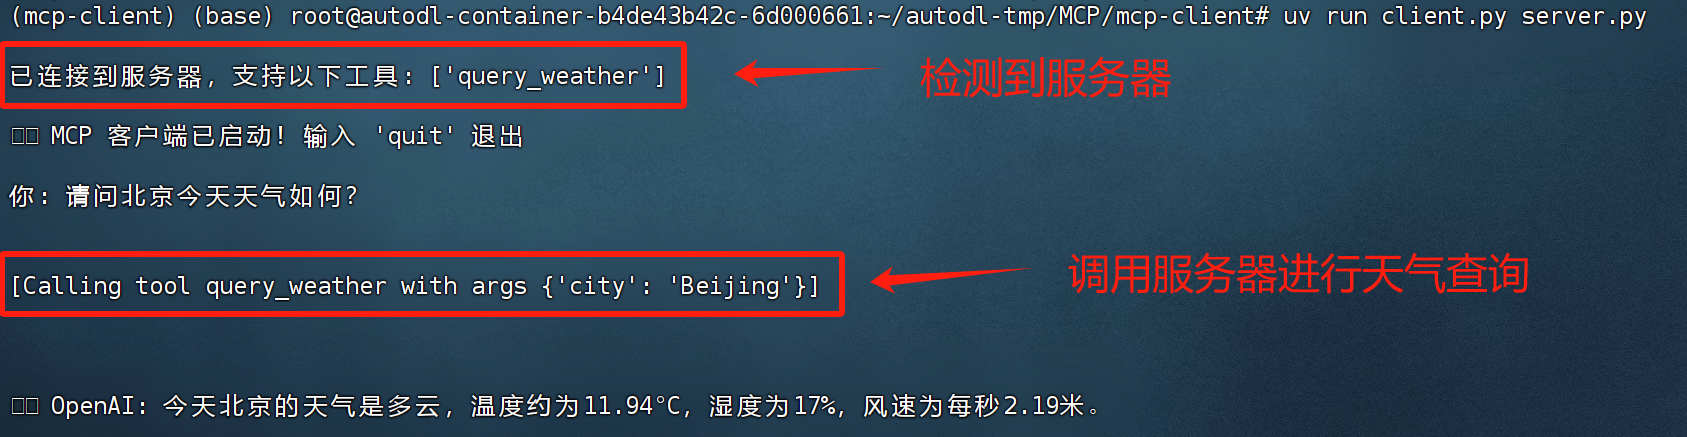 (mcp-client) (base) root@autodl-container-b4de43b42c-6d000661:~/autodl-tmp/MCP/mcp-client# uv run client.py server.py
已连接到服务器，支持以下工具：['query_weather']
检测到服务器
MCP 客户端已启动！输入 'quit' 退出
你：请问北京今天天气如何？
[Calling tool query_weather with args {'city': 'Beijing'}]
调用服务器进行天气查询
OpenAI: 今天北京的天气是多云，温度约为11.94°C，湿度为17%，风速为每秒2.19米。